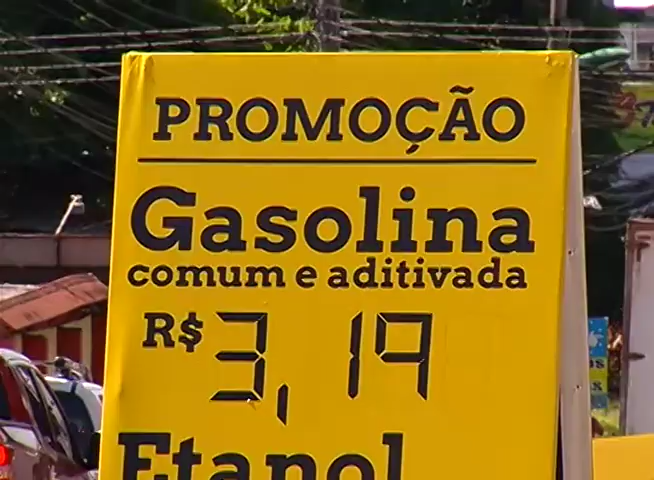 PROMOÇÃO
Gasolina
comum e aditivada
R$ 3,19
Etanol